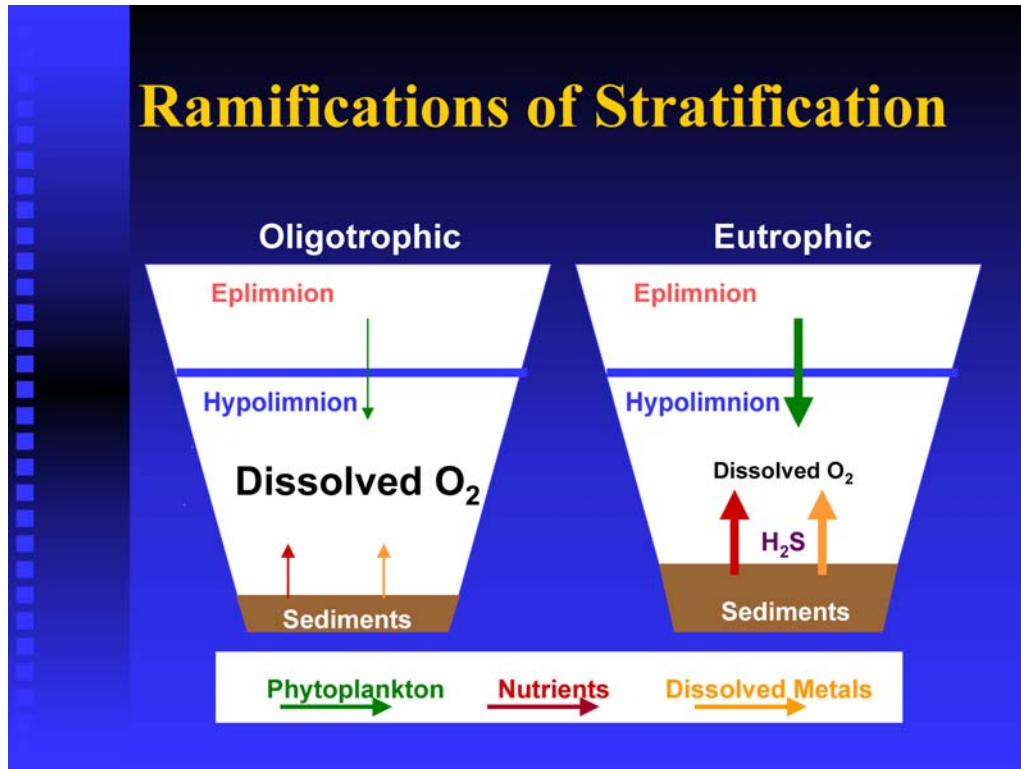 Ramifications of Stratification
Oligotrophic
Eplimnion
Hypolimnion
Dissolved O₂
Sediments
Eutrophic
Eplimnion
Hypolimnion
Dissolved O₂
H₂S
Sediments
Phytoplankton Nutrients Dissolved Metals